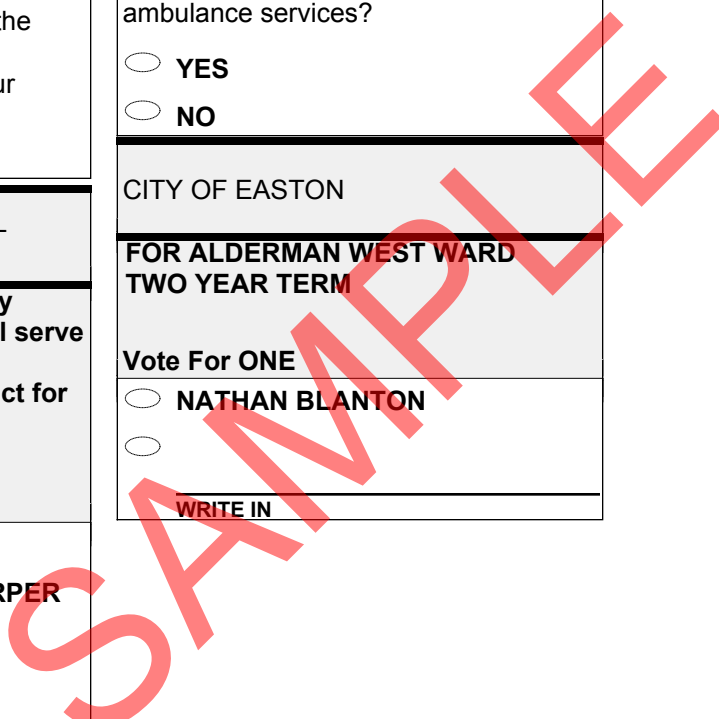 the
ur
y
l serve
ct for
RPER
ambulance services?
YES
NO
CITY OF EASTON
FOR ALDERMAN WEST WARD
TWO YEAR TERM
Vote For ONE
NATHAN BLANTON
WRITE IN
SAMPLE